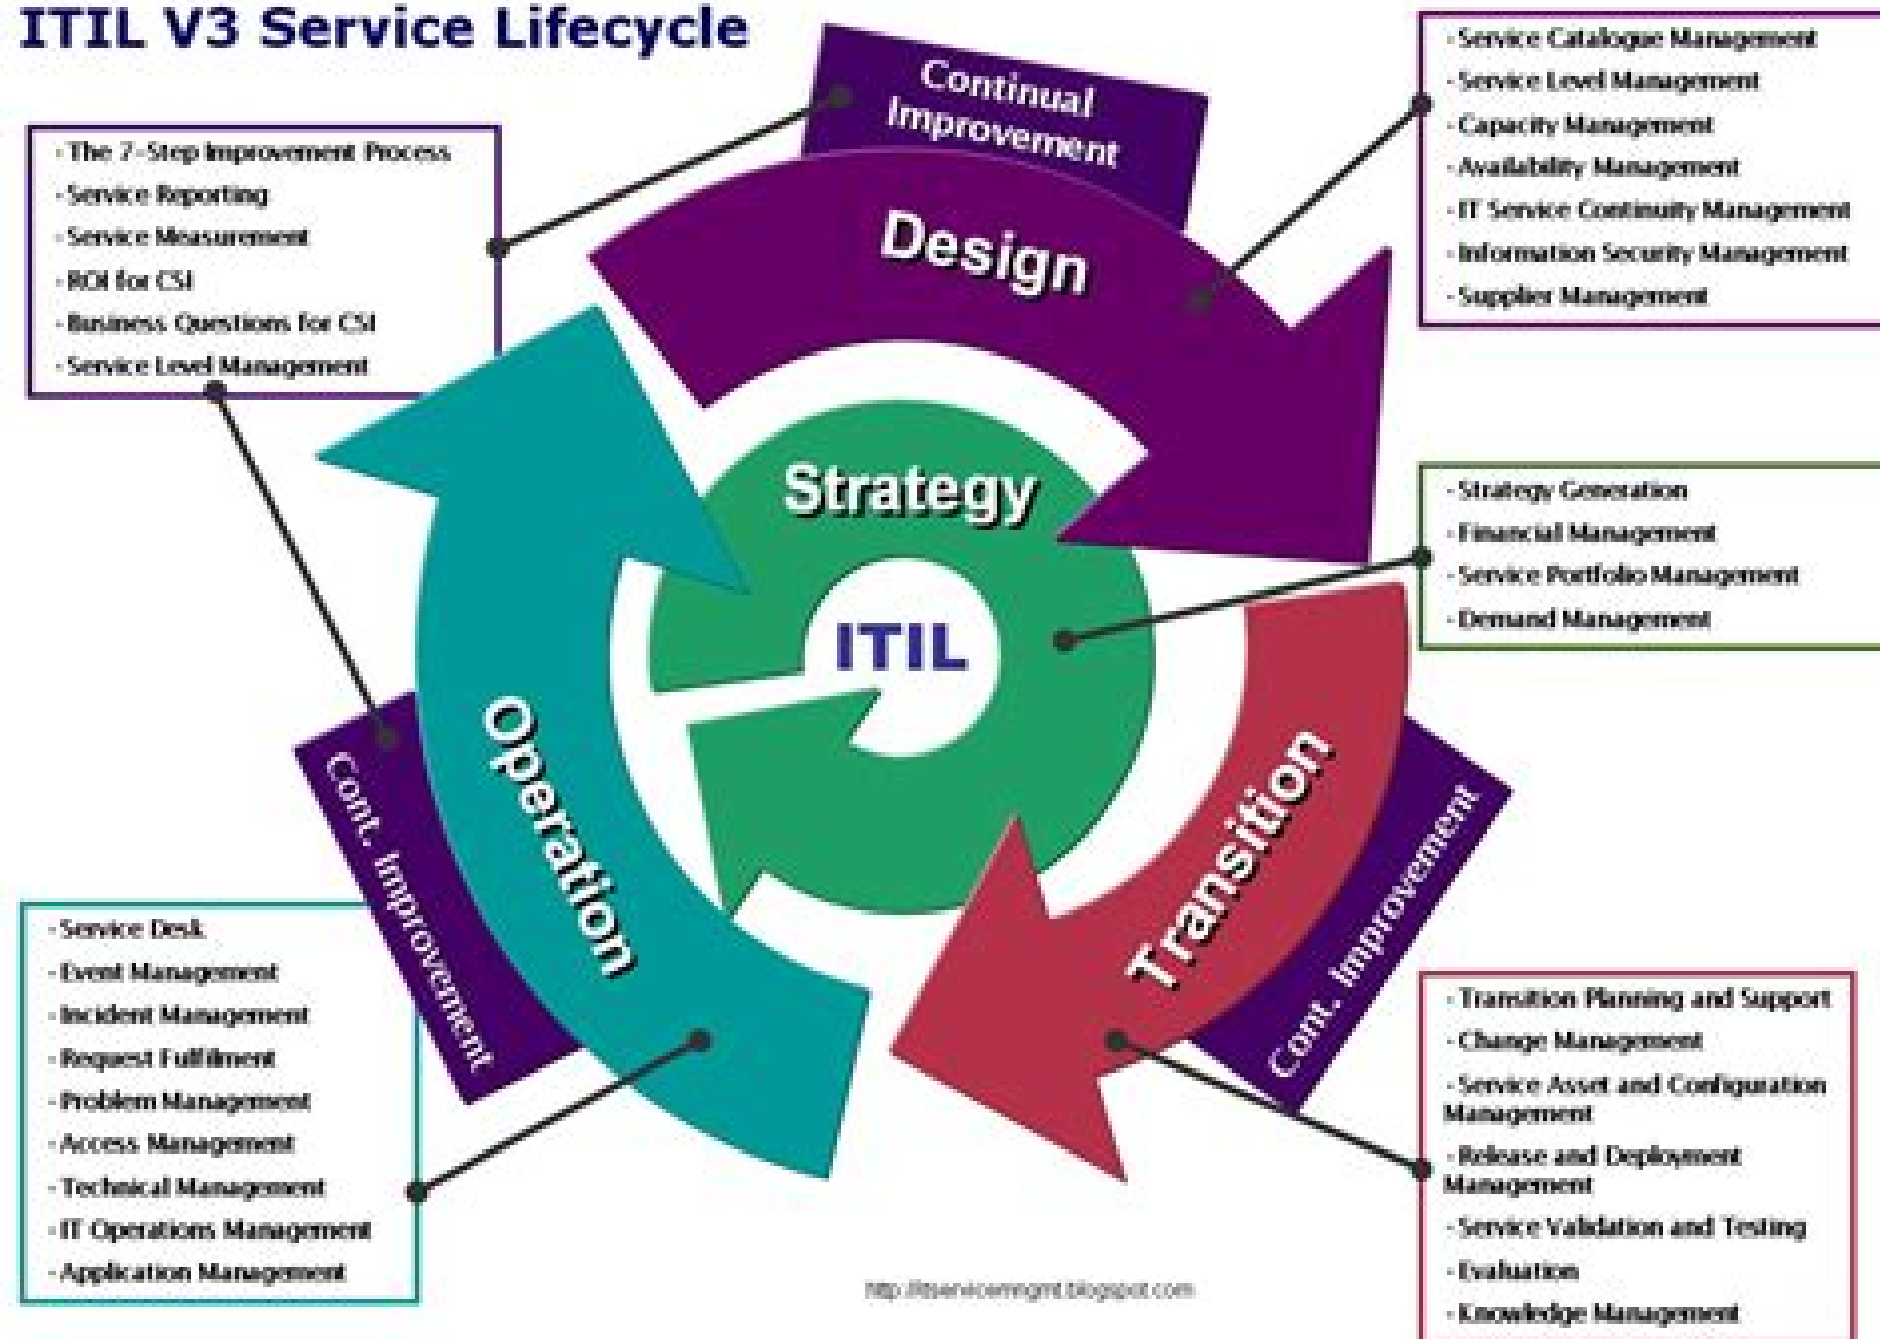 ITIL V3 Service Lifecycle
Continual
Improvement
- The 7-Step Improvement Process
- Service Reporting
- Service Measurement
- ROI for CSI
- Business Questions for CSI
- Service Level Management
- Service Catalogue Management
- Service Level Management
- Capacity Management
- Availability Management
- IT Service Continuity Management
- Information Security Management
- Supplier Management
Design
Strategy
ITIL
- Strategy Generation
- Financial Management
- Service Portfolio Management
- Demand Management
Operation
Transition
Cont. Improvement
Cont. Improvement
- Service Desk
- Event Management
- Incident Management
- Request Fulfilment
- Problem Management
- Access Management
- Technical Management
- IT Operations Management
- Application Management
- Transition Planning and Support
- Change Management
- Service Asset and Configuration
Management
- Release and Deployment
Management
- Service Validation and Testing
- Evaluation
- Knowledge Management